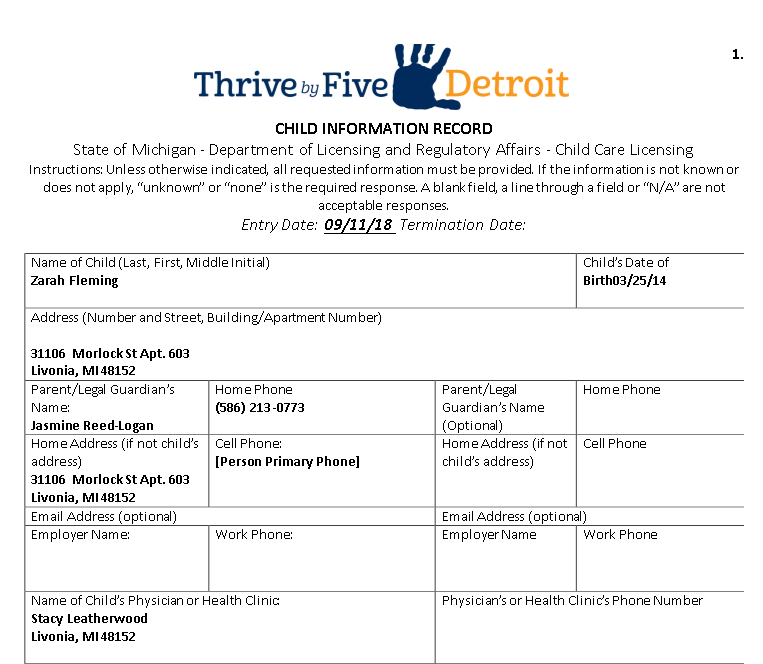 1.
Thrive by Five Detroit
CHILD INFORMATION RECORD
State of Michigan - Department of Licensing and Regulatory Affairs - Child Care Licensing
Instructions: Unless otherwise indicated, all requested information must be provided. If the information is not known or
does not apply, “unknown” or “none” is the required response. A blank field, a line through a field or “N/A” are not
acceptable responses.
Entry Date: 09/11/18 Termination Date:
Name of Child (Last, First, Middle Initial)
Zarah Fleming
Child’s Date of
Birth03/25/14
Address (Number and Street, Building/Apartment Number)
31106 Morlock St Apt. 603
Livonia, MI 48152
Parent/Legal Guardian’s
Name:
Jasmine Reed-Logan
Home Phone
(586) 213-0773
Parent/Legal
Guardian’s Name
(Optional)
Home Phone
Home Address (if not child’s
address)
31106 Morlock St Apt. 603
Livonia, MI 48152
Cell Phone:
[Person Primary Phone]
Home Address (if not
child’s address)
Cell Phone
Email Address (optional)
Email Address (optional)
Employer Name:
Work Phone:
Employer Name
Work Phone
Name of Child’s Physician or Health Clinic:
Stacy Leatherwood
Livonia, MI 48152
Physician’s or Health Clinic’s Phone Number